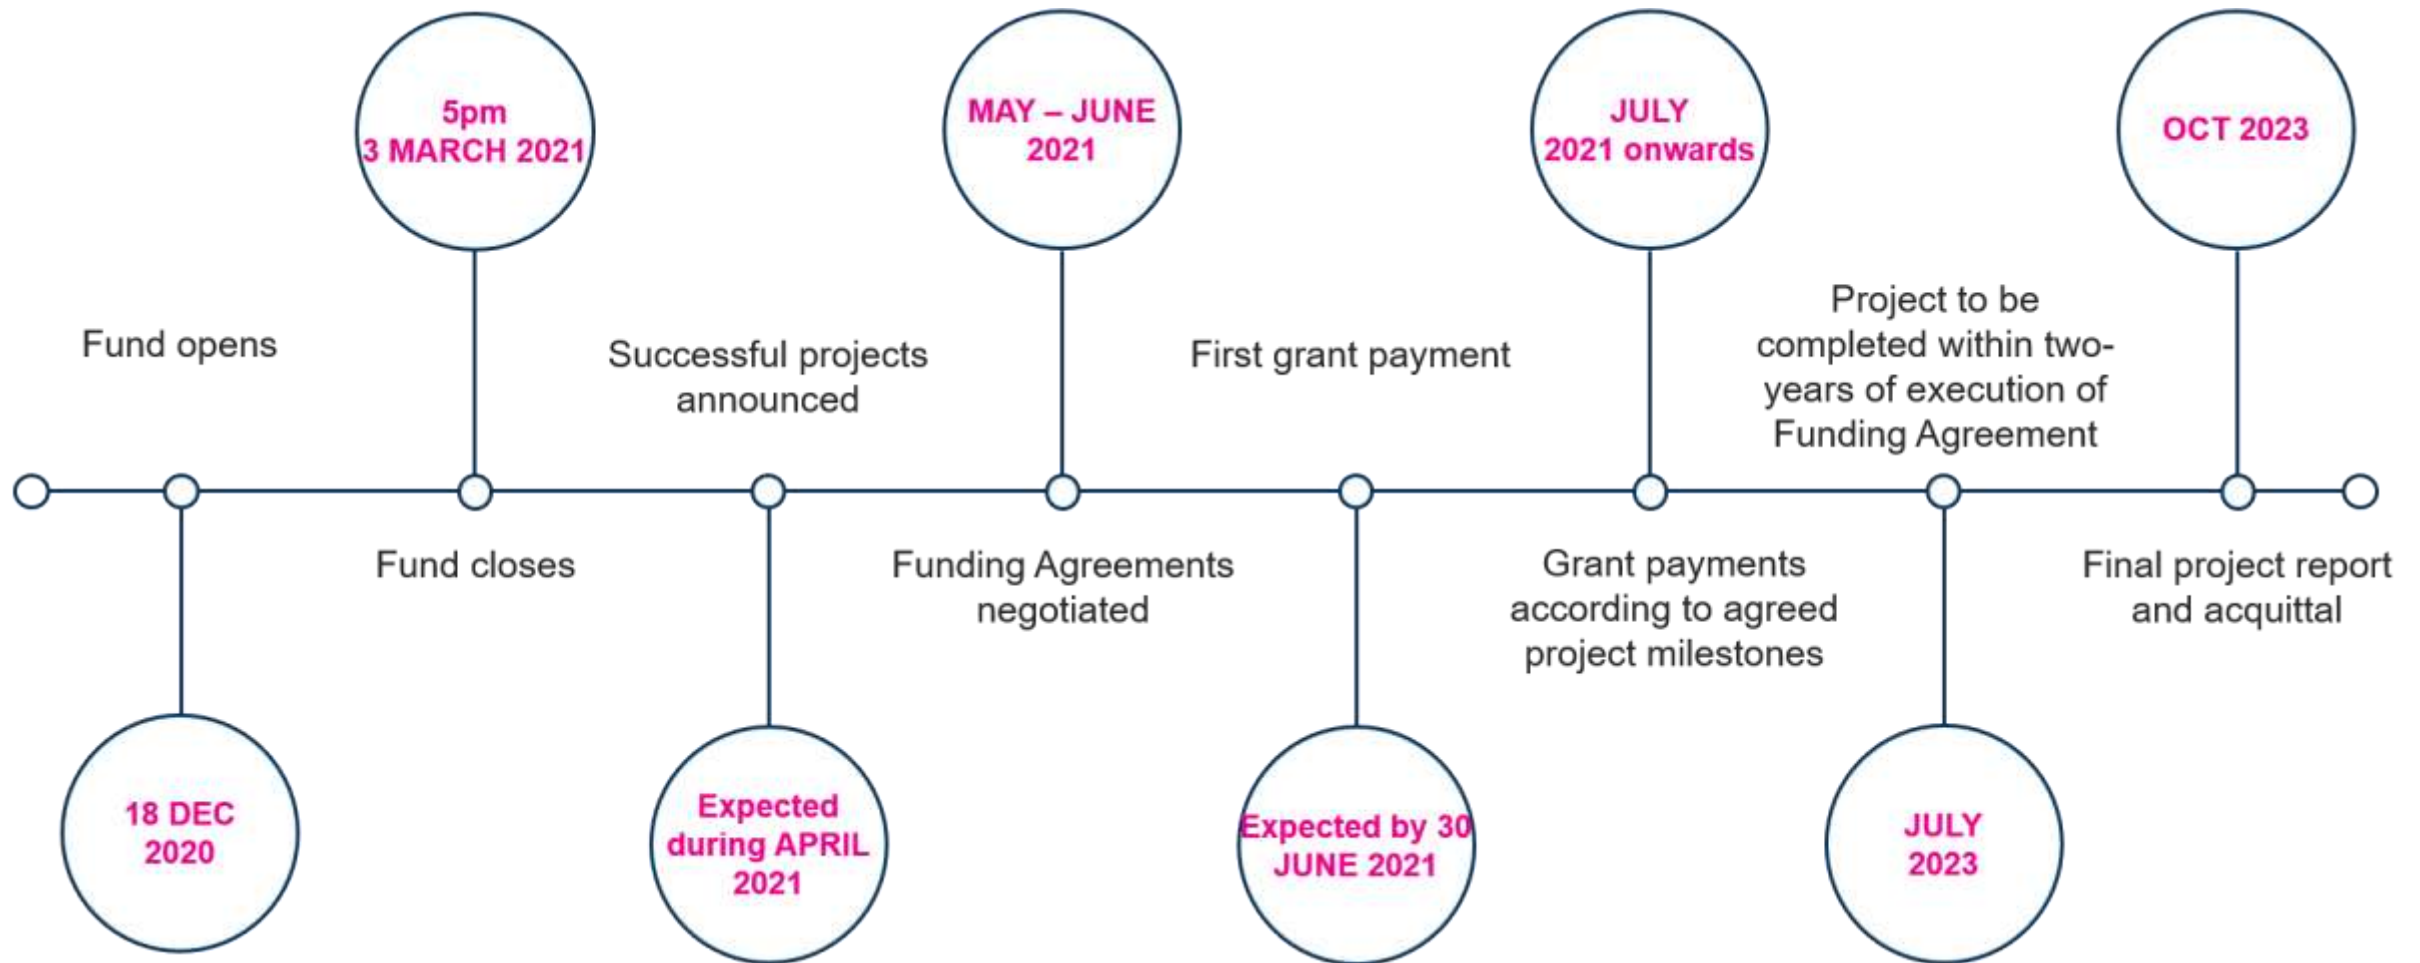 Fund opens
18 DEC
2020
5pm
3 MARCH 2021
Fund closes
Successful projects
announced
Expected
during APRIL
2021
MAY – JUNE
2021
Funding Agreements
negotiated
First grant payment
Expected by 30
JUNE 2021
JULY
2021 onwards
Grant payments
according to agreed
project milestones
Project to be
completed within two-
years of execution of
Funding Agreement
JULY
2023
OCT 2023
Final project report
and acquittal